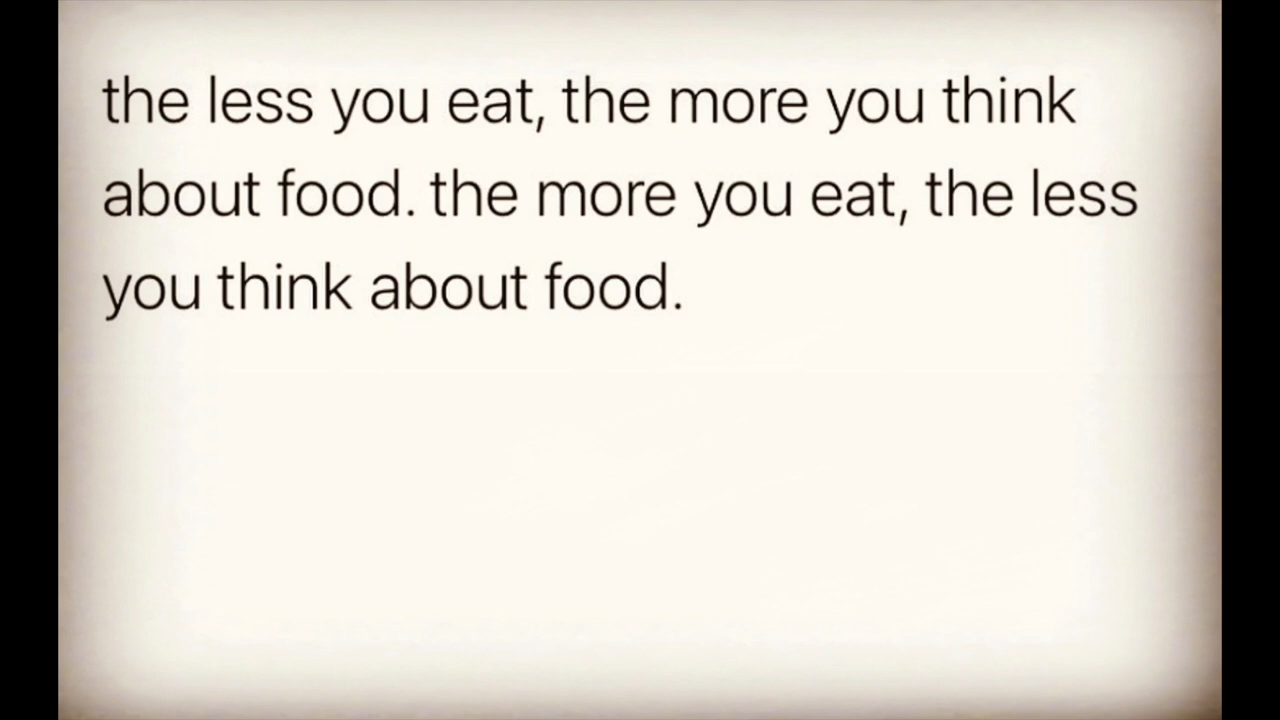 the less you eat, the more you think
about food. the more you eat, the less
you think about food.